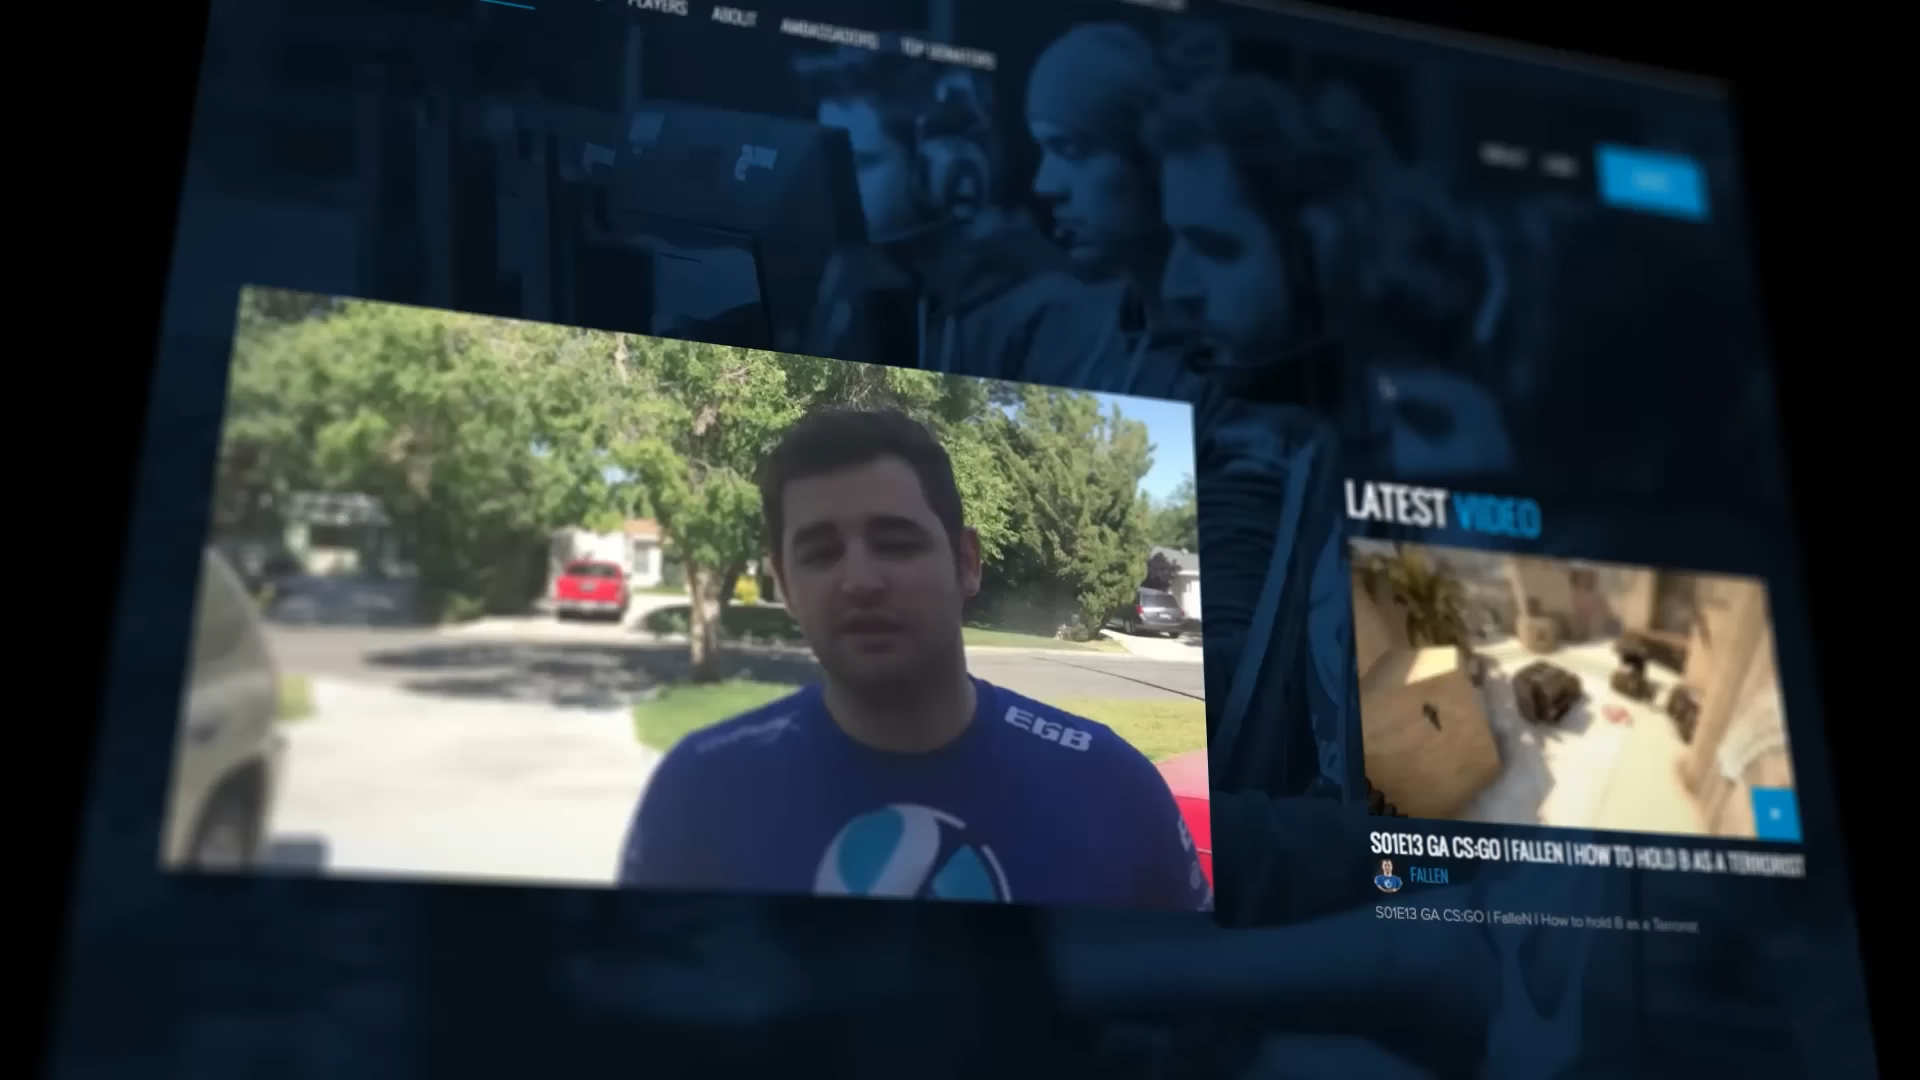 PLAYERS
ABOUT
AMBASSADORS
TOP DONATORS
EGB
LATEST VIDEO
S01E13 GA CS:GO | FALLEN | HOW TO HOLD B AS A TERRORIST
FALLEN
S01E13 GA CS:GO | FalleN | How to hold B as a Terrorist